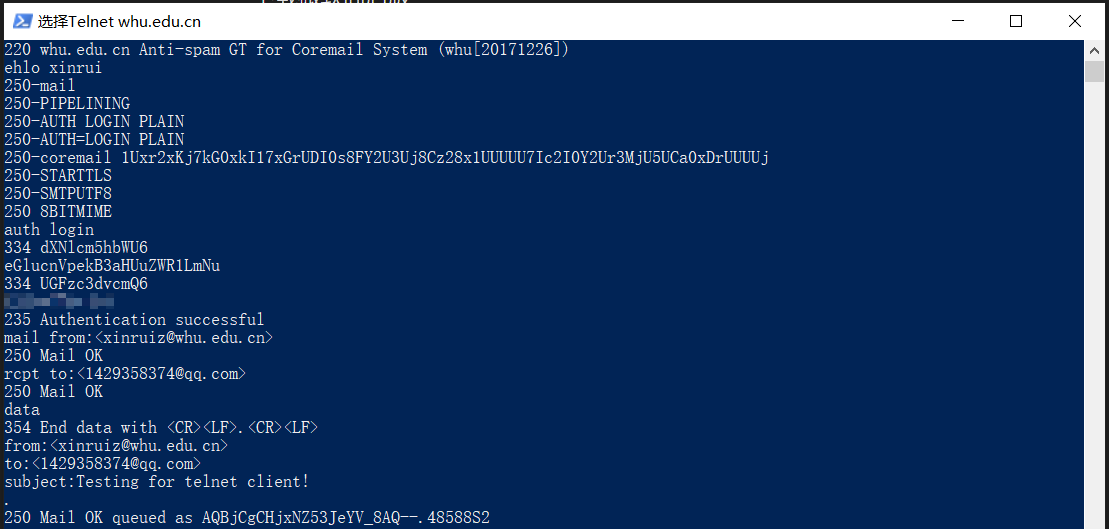 选择Telnet whu.edu.cn
220 whu.edu.cn Anti-spam GT for Coremail System (whu[20171226])
ehlo xinrui
250-mail
250-PIPELINING
250-AUTH LOGIN PLAIN
250-AUTH=LOGIN PLAIN
250-coremail 1Uxr2xKj7kG0xkI17xGrUDI0s8FY2U3Uj8Cz28x1UUUUU7Ic2I0Y2Ur3MjU5UCa0xDrUUUUj
250-STARTTLS
250-SMTPUTF8
250 8BITMIME
auth login
334 dXNlcm5hbWU6
eGlucnVpekB3aHUuZWR1LmNu
334 UGFzc3dvcmQ6
235 Authentication successful
mail from:<xinruiz@whu.edu.cn>
250 Mail OK
rcpt to:<1429358374@qq.com>
250 Mail OK
data
354 End data with <CR><LF>.<CR><LF>
from:<xinruiz@whu.edu.cn>
to:<1429358374@qq.com>
subject:Testing for telnet client!
.
250 Mail OK queued as AQBjCgCHjxNZ53JeYV_8AQ--.48588S2